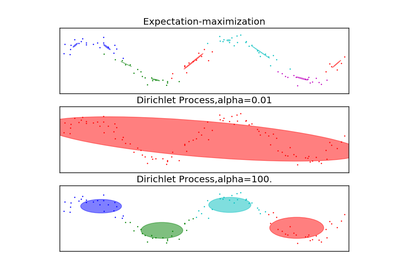 Expectation-maximization
Dirichlet Process,alpha=0.01
Dirichlet Process,alpha=100.